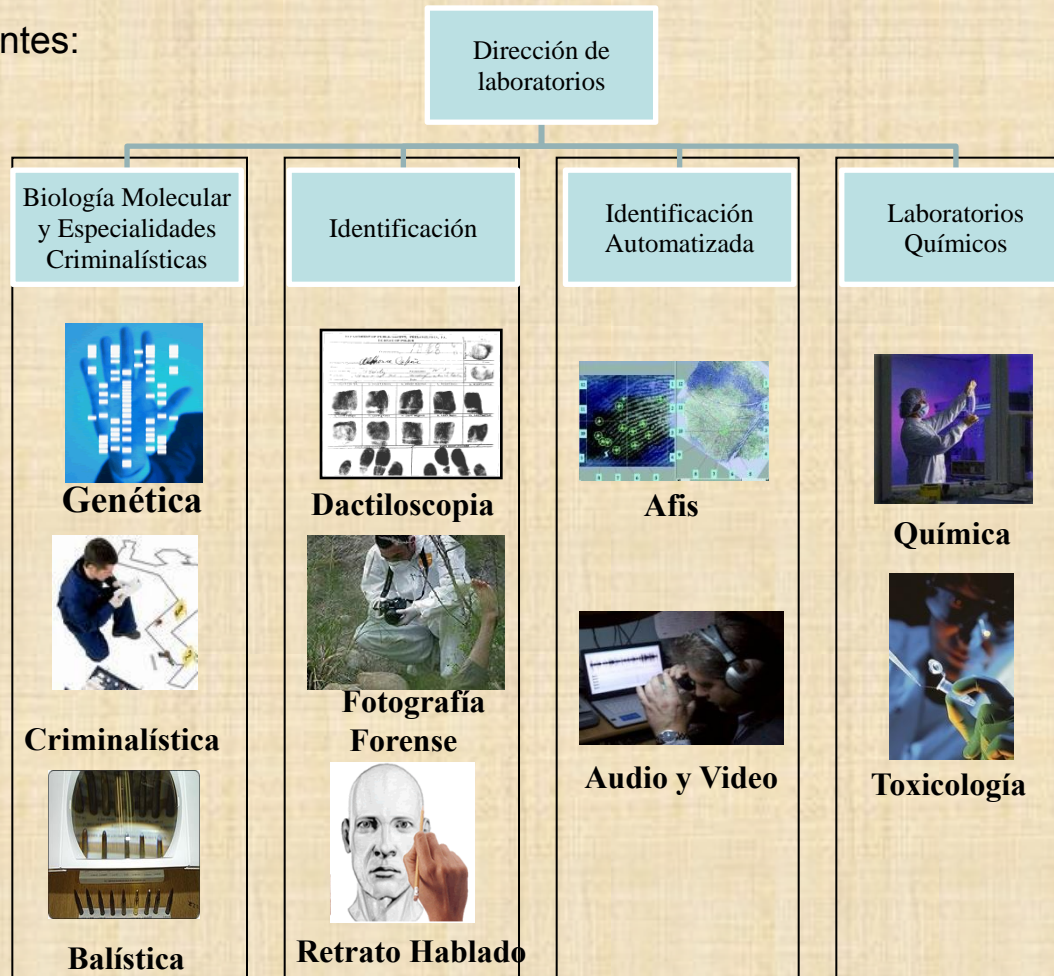 ntes:
Dirección de
laboratorios
Biología Molecular
y Especialidades
Criminalísticas
Identificación
Identificación
Automatizada
Laboratorios
Químicos
Genética
Dactiloscopia
Afis
Química
Criminalística
Fotografía
Forense
Audio y Video
Toxicología
Balística
Retrato Hablado